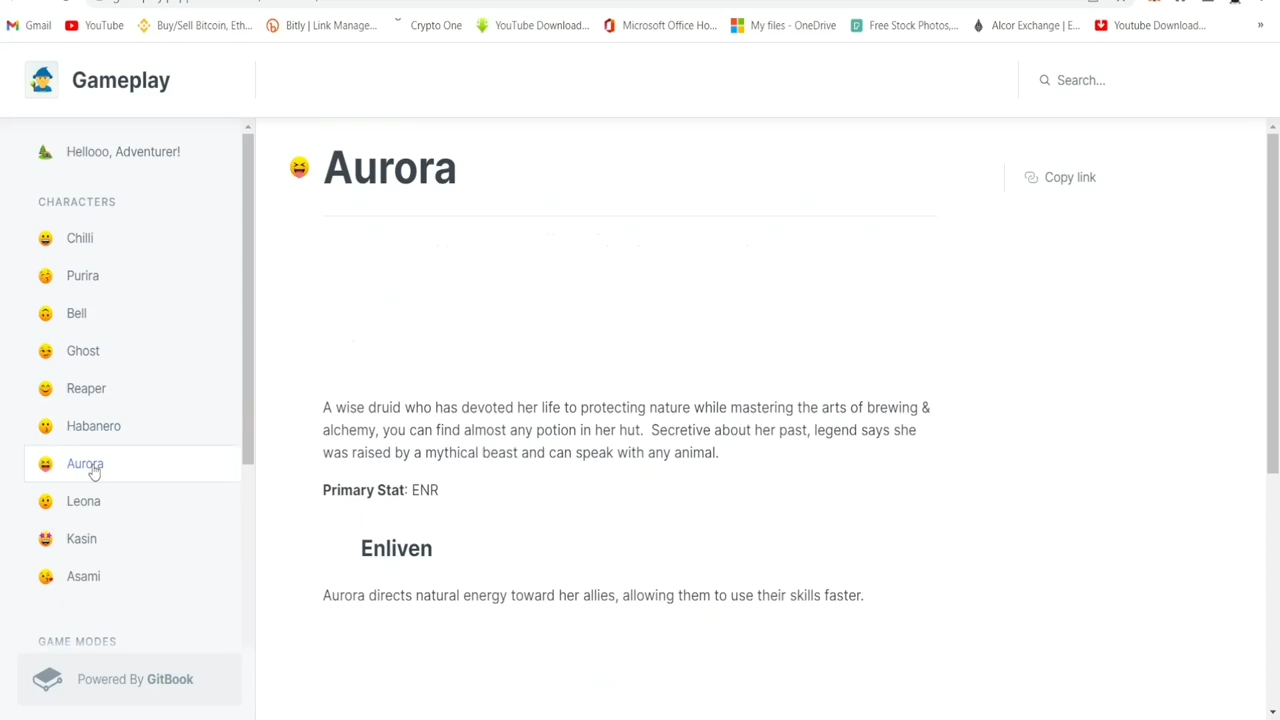 Gmail
YouTube
Buy/Sell Bitcoin, Eth...
Bitly | Link Manage...
Crypto One
YouTube Download...
Microsoft Office Ho...
My files - OneDrive
Free Stock Photos,...
Alcor Exchange | E...
Youtube Download...
»
Gameplay
Search...
Hellooo, Adventurer!
CHARACTERS
Chilli
Purira
Bell
Ghost
Reaper
Habanero
Aurora
Leona
Kasin
Asami
GAME MODES
Powered By GitBook
Aurora
Copy link
A wise druid who has devoted her life to protecting nature while mastering the arts of brewing &
alchemy, you can find almost any potion in her hut.  Secretive about her past, legend says she
was raised by a mythical beast and can speak with any animal.
Primary Stat: ENR
Enliven
Aurora directs natural energy toward her allies, allowing them to use their skills faster.